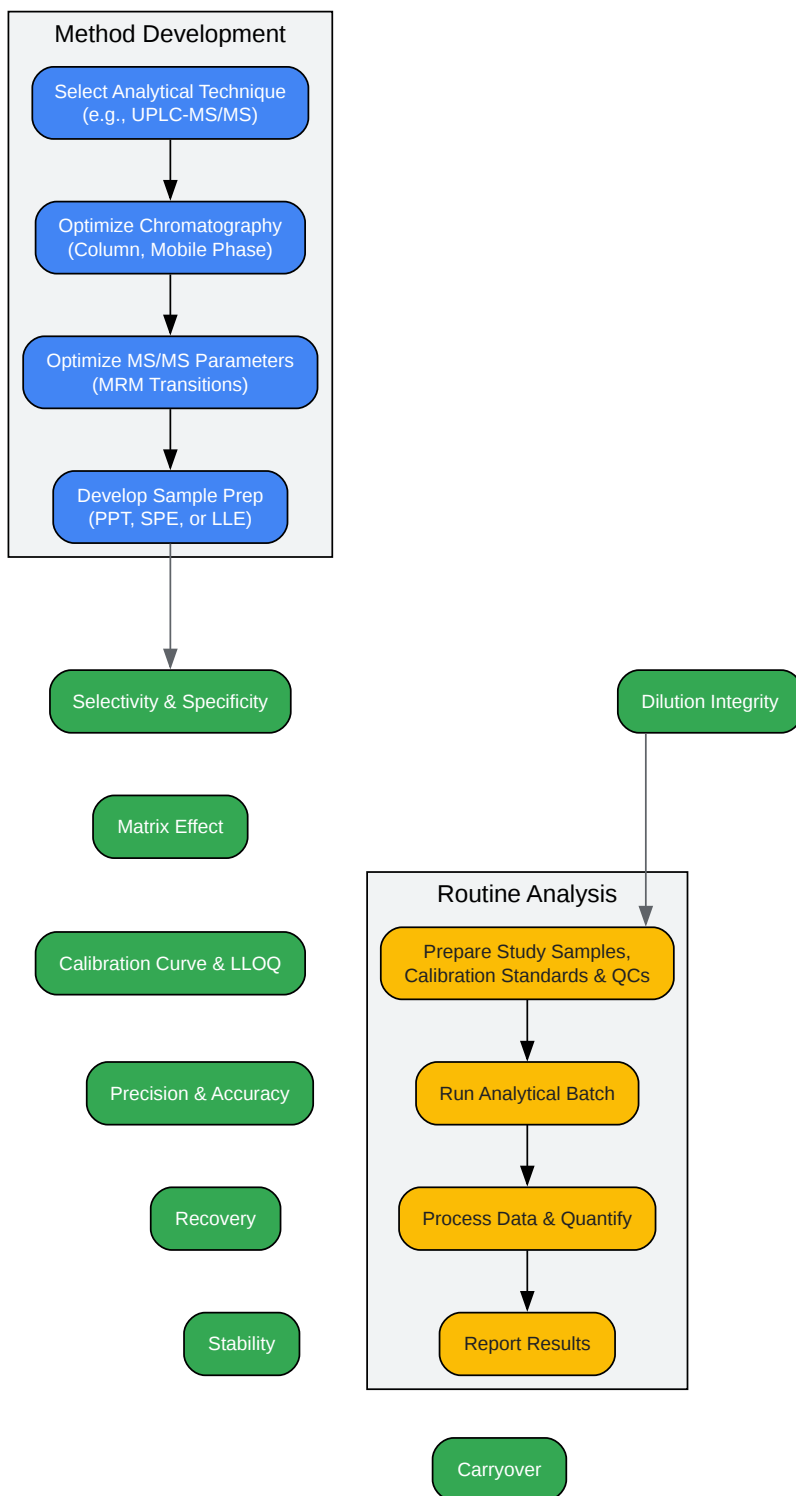 Method Development
Select Analytical Technique
(e.g., UPLC-MS/MS)
Optimize Chromatography
(Column, Mobile Phase)
Optimize MS/MS Parameters
(MRM Transitions)
Develop Sample Prep
(PPT, SPE, or LLE)
Selectivity & Specificity
Dilution Integrity
Matrix Effect
Calibration Curve & LLOQ
Precision & Accuracy
Recovery
Stability
Routine Analysis
Prepare Study Samples,
Calibration Standards & QCs
Run Analytical Batch
Process Data & Quantify
Report Results
Carryover